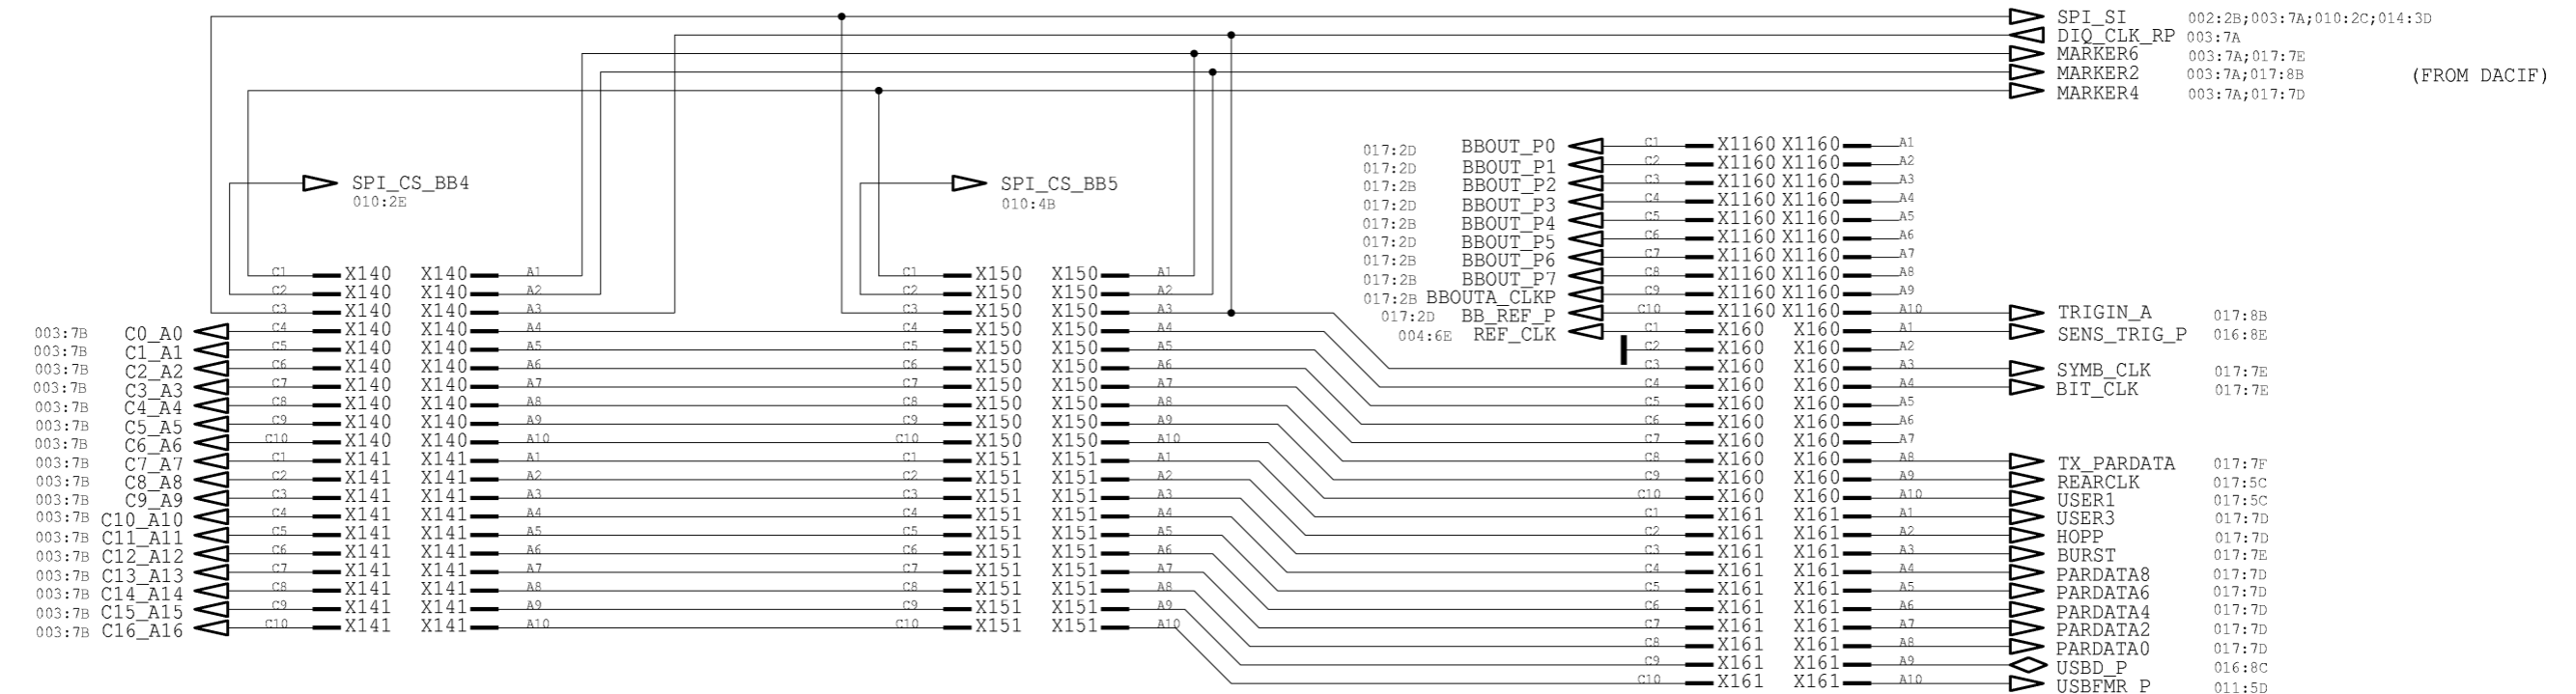 SPI_SI 002:2B;003:7A;010:2C;014:3D
DIQ_CLK_RP 003:7A
MARKER6 003:7A;017:7E
MARKER2 003:7A;017:8B (FROM DACIF)
MARKER4 003:7A;017:7D
017:2D BBOUT_P0 C1 X1160 X1160 A1
017:2D BBOUT_P1 C2 X1160 X1160 A2
SPI_CS_BB4 SPI_CS_BB5 017:2B BBOUT_P2 C3 X1160 X1160 A3
010:2E 010:4B 017:2D BBOUT_P3 C4 X1160 X1160 A4
017:2B BBOUT_P4 C5 X1160 X1160 A5
017:2D BBOUT_P5 C6 X1160 X1160 A6
017:2B BBOUT_P6 C7 X1160 X1160 A7
C1 X140 X140 A1 C1 X150 X150 A1 017:2B BBOUT_P7 C8 X1160 X1160 A8
C2 X140 X140 A2 C2 X150 X150 A2 017:2B BBOUTA_CLKP C9 X1160 X1160 A9
C3 X140 X140 A3 C3 X150 X150 A3 017:2D BB_REF_P C10 X1160 X1160 A10 TRIGIN_A 017:8B
003:7B C0_A0 C4 X140 X140 A4 C4 X150 X150 A4 004:6E REF_CLK C1 X160 X160 A1 SENS_TRIG_P 016:8E
003:7B C1_A1 C5 X140 X140 A5 C5 X150 X150 A5 C2 X160 X160 A2
003:7B C2_A2 C6 X140 X140 A6 C6 X150 X150 A6 C3 X160 X160 A3 SYMB_CLK 017:7E
003:7B C3_A3 C7 X140 X140 A7 C7 X150 X150 A7 C4 X160 X160 A4 BIT_CLK 017:7E
003:7B C4_A4 C8 X140 X140 A8 C8 X150 X150 A8 C5 X160 X160 A5
003:7B C5_A5 C9 X140 X140 A9 C9 X150 X150 A9 C6 X160 X160 A6
003:7B C6_A6 C10 X140 X140 A10 C10 X150 X150 A10 C7 X160 X160 A7
003:7B C7_A7 C1 X141 X141 A1 C1 X151 X151 A1 C8 X160 X160 A8 TX_PARDATA 017:7F
003:7B C8_A8 C2 X141 X141 A2 C2 X151 X151 A2 C9 X160 X160 A9 REARCLK 017:5C
003:7B C9_A9 C3 X141 X141 A3 C3 X151 X151 A3 C10 X160 X160 A10 USER1 017:5C
003:7B C10_A10 C4 X141 X141 A4 C4 X151 X151 A4 C1 X161 X161 A1 USER3 017:7D
003:7B C11_A11 C5 X141 X141 A5 C5 X151 X151 A5 C2 X161 X161 A2 HOPP 017:7D
003:7B C12_A12 C6 X141 X141 A6 C6 X151 X151 A6 C3 X161 X161 A3 BURST 017:7E
003:7B C13_A13 C7 X141 X141 A7 C7 X151 X151 A7 C4 X161 X161 A4 PARDATA8 017:7D
003:7B C14_A14 C8 X141 X141 A8 C8 X151 X151 A8 C5 X161 X161 A5 PARDATA6 017:7D
003:7B C15_A15 C9 X141 X141 A9 C9 X151 X151 A9 C6 X161 X161 A6 PARDATA4 017:7D
003:7B C16_A16 C10 X141 X141 A10 C10 X151 X151 A10 C7 X161 X161 A7 PARDATA2 017:7D
C8 X161 X161 A8 PARDATA0 017:7D
C9 X161 X161 A9 USBD_P 016:8C
C10 X161 X161 A10 USBFMR_P 011:5D